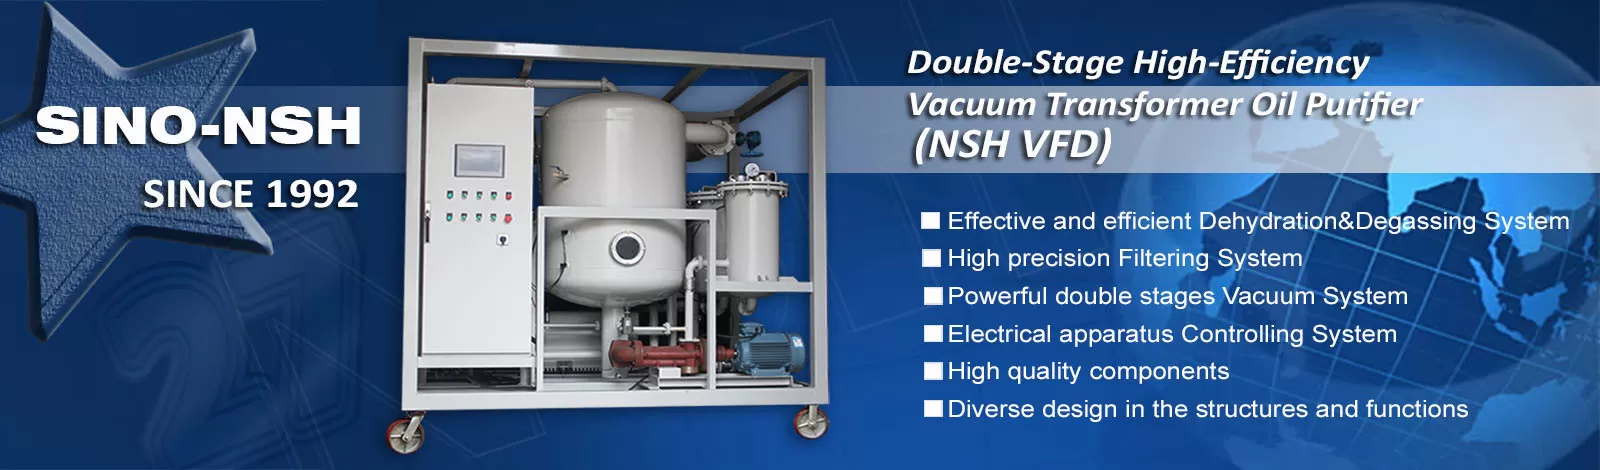 SINO-NSH
SINCE 1992
27
Double-Stage High-Efficiency
Vacuum Transformer Oil Purifier
(NSH VFD)
Effective and efficient Dehydration&Degassing System
High precision Filtering System
Powerful double stages Vacuum System
Electrical apparatus Controlling System
High quality components
Diverse design in the structures and functions